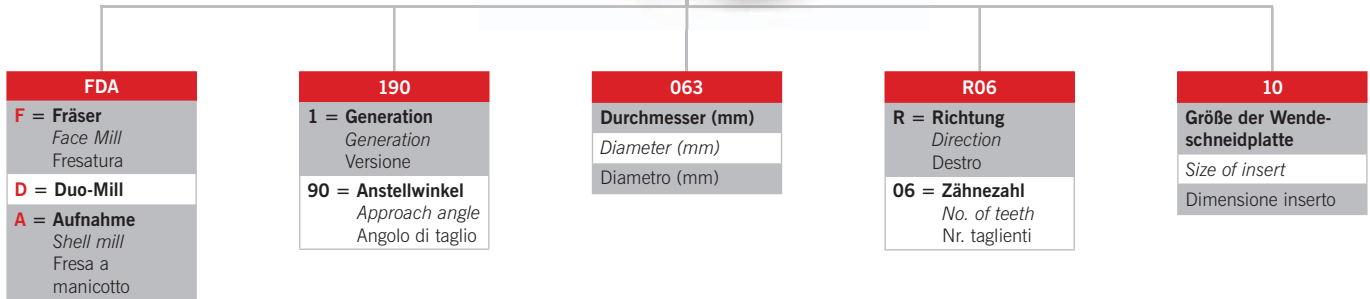 FDA
F = Fräser
Face Mill
Fresatura
D = Duo-Mill
A = Aufnahme
Shell mill
Fresa a
manicotto
190
1 = Generation
Generation
Versione
90 = Anstellwinkel
Approach angle
Angolo di taglio
063
Durchmesser (mm)
Diameter (mm)
Diametro (mm)
R06
R = Richtung
Direction
Destro
06 = Zähnezahl
No. of teeth
Nr. taglienti
10
Größe der Wende-
schneidplatte
Size of insert
Dimensione inserto